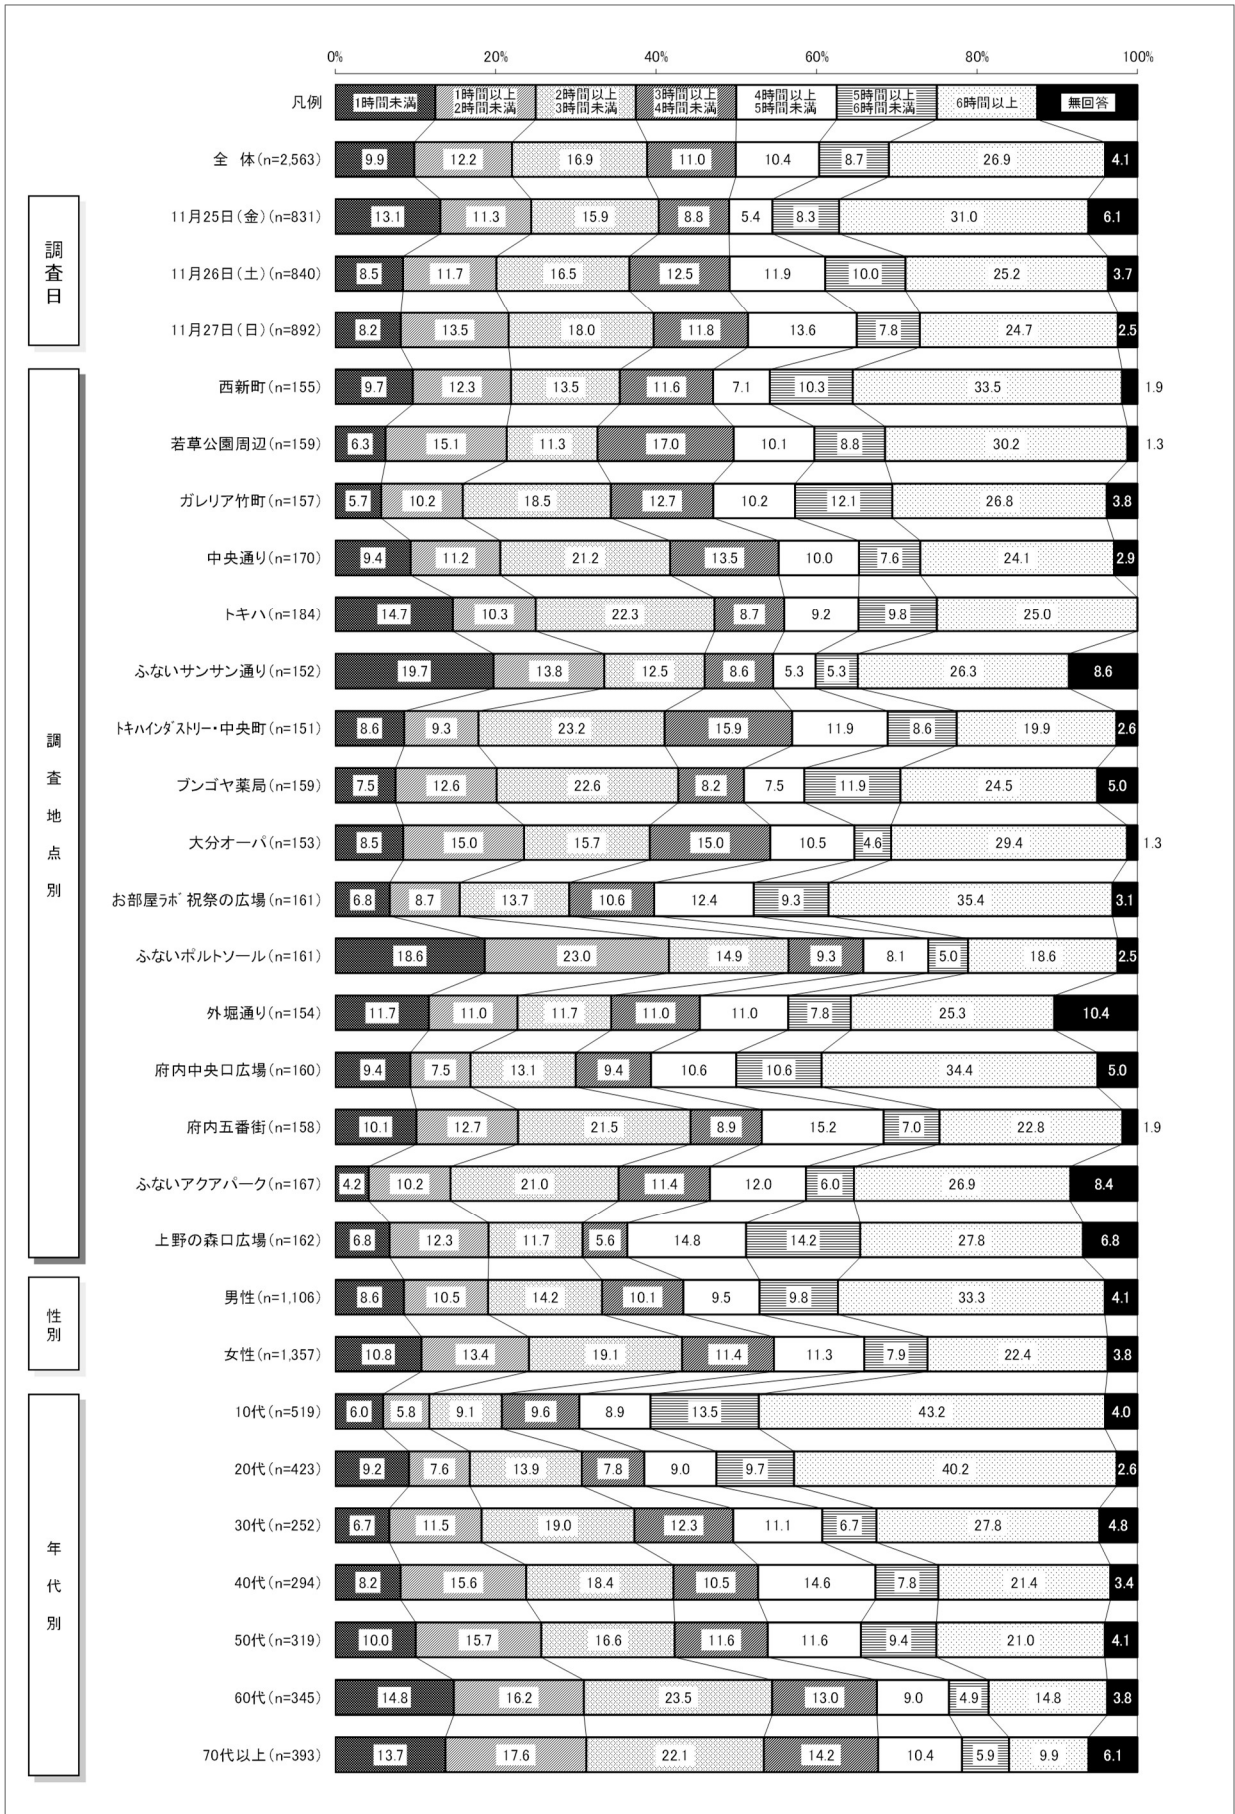 0% 20% 40% 60% 80% 100%
凡例 1時間未満 1時間以上2時間未満 2時間以上3時間未満 3時間以上4時間未満 4時間以上5時間未満 5時間以上6時間未満 6時間以上 無回答
全 体(n=2,563) 9.9 12.2 16.9 11.0 10.4 8.7 26.9 4.1
調査日
11月25日(金)(n=831) 13.1 11.3 15.9 8.8 5.4 8.3 31.0 6.1
11月26日(土)(n=840) 8.5 11.7 16.5 12.5 11.9 10.0 25.2 3.7
11月27日(日)(n=892) 8.2 13.5 18.0 11.8 13.6 7.8 24.7 2.5
調査地点別
西新町(n=155) 9.7 12.3 13.5 11.6 7.1 10.3 33.5 1.9
若草公園周辺(n=159) 6.3 15.1 11.3 17.0 10.1 8.8 30.2 1.3
ガレリア竹町(n=157) 5.7 10.2 18.5 12.7 10.2 12.1 26.8 3.8
中央通り(n=170) 9.4 11.2 21.2 13.5 10.0 7.6 24.1 2.9
トキハ(n=184) 14.7 10.3 22.3 8.7 9.2 9.8 25.0
ふないサンサン通り(n=152) 19.7 13.8 12.5 8.6 5.3 5.3 26.3 8.6
ﾄｷﾊｲﾝﾀﾞｽﾄﾘｰ・中央町(n=151) 8.6 9.3 23.2 15.9 11.9 8.6 19.9 2.6
ブンゴヤ薬局(n=159) 7.5 12.6 22.6 8.2 7.5 11.9 24.5 5.0
大分オーパ(n=153) 8.5 15.0 15.7 15.0 10.5 4.6 29.4 1.3
お部屋ﾗﾎﾞ祝祭の広場(n=161) 6.8 8.7 13.7 10.6 12.4 9.3 35.4 3.1
ふないポルトソール(n=161) 18.6 23.0 14.9 9.3 8.1 5.0 18.6 2.5
外堀通り(n=154) 11.7 11.0 11.7 11.0 11.0 7.8 25.3 10.4
府内中央口広場(n=160) 9.4 7.5 13.1 9.4 10.6 10.6 34.4 5.0
府内五番街(n=158) 10.1 12.7 21.5 8.9 15.2 7.0 22.8 1.9
ふないアクアパーク(n=167) 4.2 10.2 21.0 11.4 12.0 6.0 26.9 8.4
上野の森口広場(n=162) 6.8 12.3 11.7 5.6 14.8 14.2 27.8 6.8
性別
男性(n=1,106) 8.6 10.5 14.2 10.1 9.5 9.8 33.3 4.1
女性(n=1,357) 10.8 13.4 19.1 11.4 11.3 7.9 22.4 3.8
年代別
10代(n=519) 6.0 5.8 9.1 9.6 8.9 13.5 43.2 4.0
20代(n=423) 9.2 7.6 13.9 7.8 9.0 9.7 40.2 2.6
30代(n=252) 6.7 11.5 19.0 12.3 11.1 6.7 27.8 4.8
40代(n=294) 8.2 15.6 18.4 10.5 14.6 7.8 21.4 3.4
50代(n=319) 10.0 15.7 16.6 11.6 11.6 9.4 21.0 4.1
60代(n=345) 14.8 16.2 23.5 13.0 9.0 4.9 14.8 3.8
70代以上(n=393) 13.7 17.6 22.1 14.2 10.4 5.9 9.9 6.1